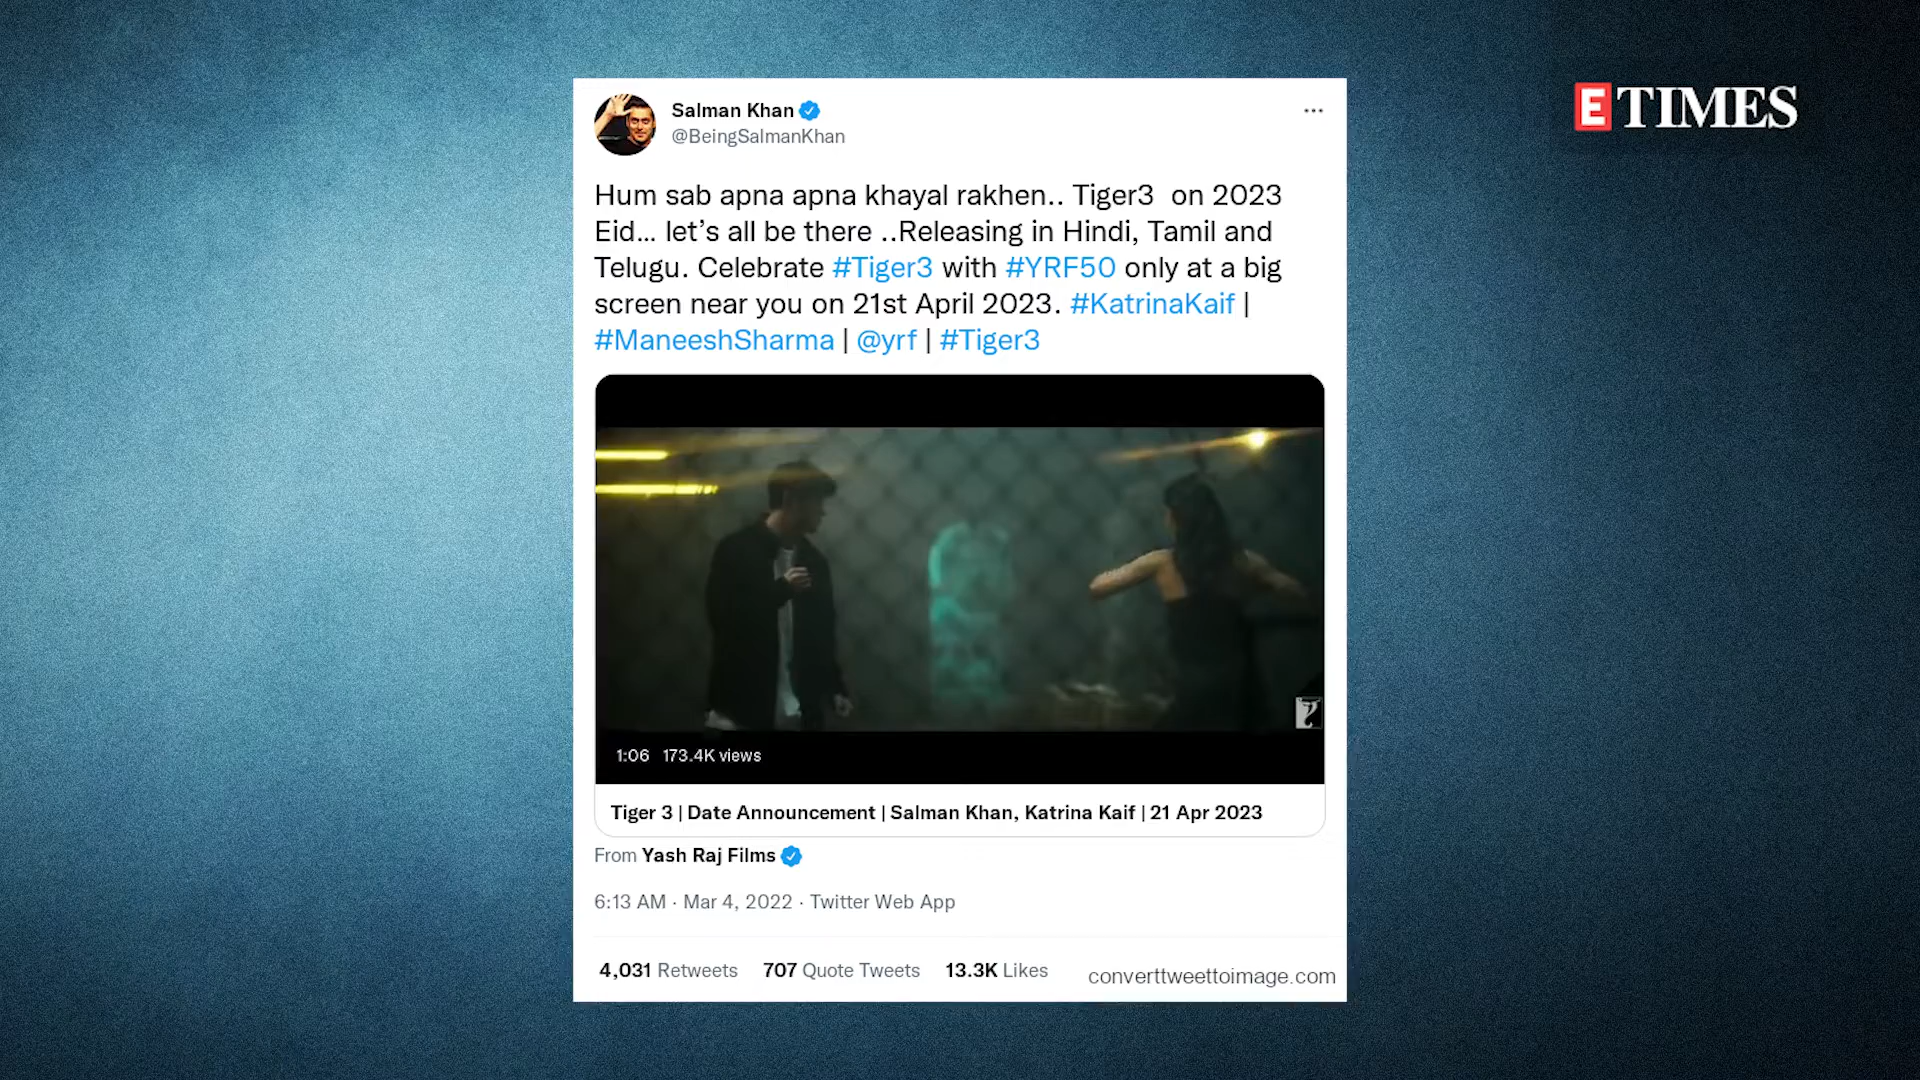 Salman Khan
@BeingSalmanKhan
E TIMES
Hum sab apna apna khayal rakhen.. Tiger3 on 2023
Eid... let’s all be there ..Releasing in Hindi, Tamil and
Telugu. Celebrate #Tiger3 with #YRF50 only at a big
screen near you on 21st April 2023. #KatrinaKaif |
#ManeeshSharma | @yrf | #Tiger3
1:06 173.4K views
Tiger 3 | Date Announcement | Salman Khan, Katrina Kaif | 21 Apr 2023
From Yash Raj Films
6:13 AM · Mar 4, 2022 · Twitter Web App
4,031 Retweets 707 Quote Tweets 13.3K Likes
converttweettoimage.com